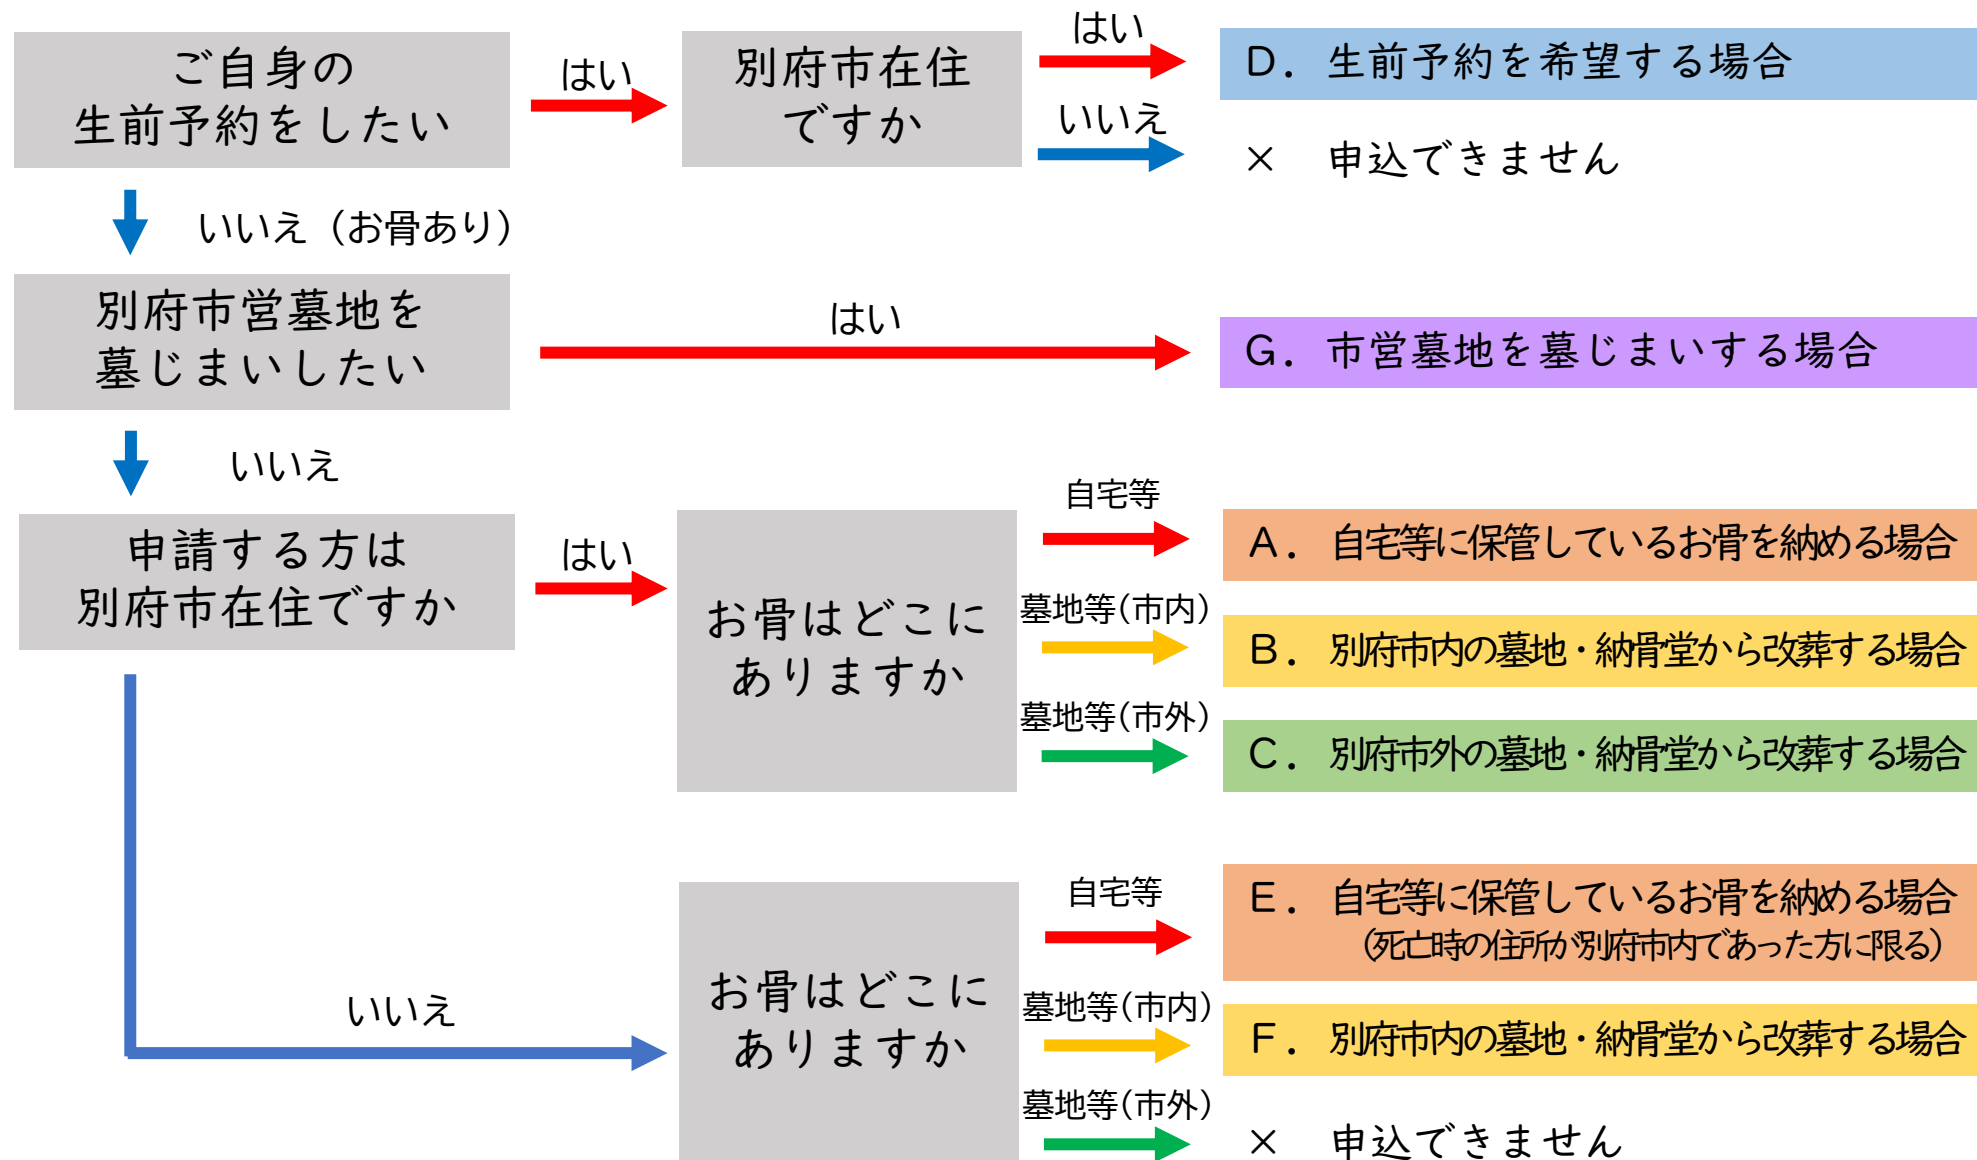 ご自身の
生前予約をしたい
はい
別府市在住
ですか
はい
D．生前予約を希望する場合
いいえ
×　申込できません
いいえ（お骨あり）
別府市営墓地を
墓じまいしたい
はい
G．市営墓地を墓じまいする場合
いいえ
申請する方は
別府市在住ですか
はい
お骨はどこに
ありますか
自宅等
A．自宅等に保管しているお骨を納める場合
墓地等（市内）
B．別府市内の墓地・納骨堂から改葬する場合
墓地等（市外）
C．別府市外の墓地・納骨堂から改葬する場合
いいえ
お骨はどこに
ありますか
自宅等
E．自宅等に保管しているお骨を納める場合
（死亡時の住所が別府市内であった方に限る）
墓地等（市内）
F．別府市内の墓地・納骨堂から改葬する場合
墓地等（市外）
×　申込できません